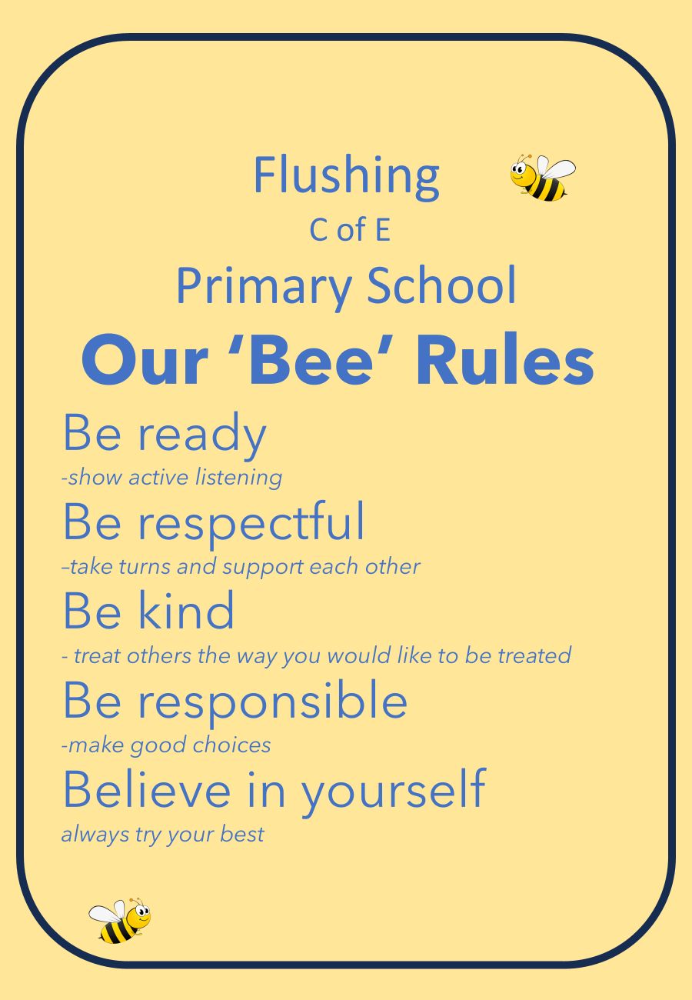 Flushing
C of E
Primary School
Our ‘Bee’ Rules
Be ready
-show active listening
Be respectful
–take turns and support each other
Be kind
- treat others the way you would like to be treated
Be responsible
-make good choices
Believe in yourself
always try your best